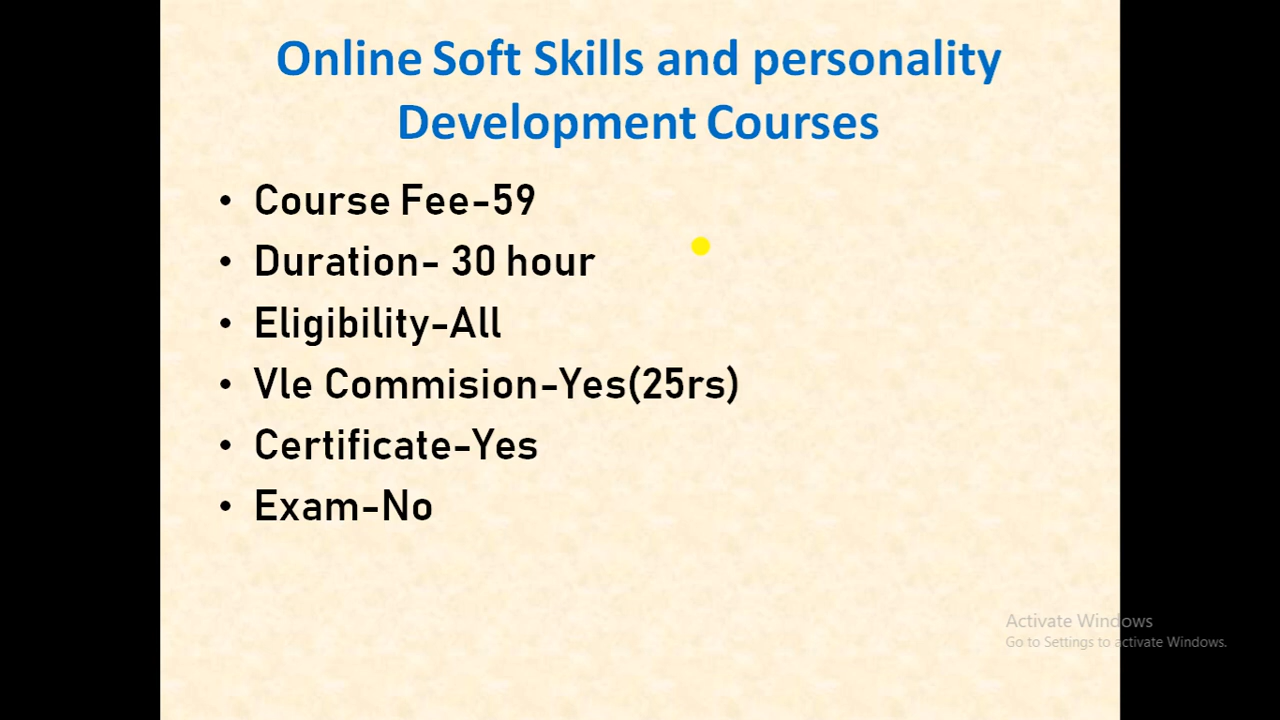 Online Soft Skills and personality
Development Courses
• Course Fee-59
• Duration- 30 hour
• Eligibility-All
• Vle Commision-Yes(25rs)
• Certificate-Yes
• Exam-No
Activate Windows
Go to Settings to activate Windows.